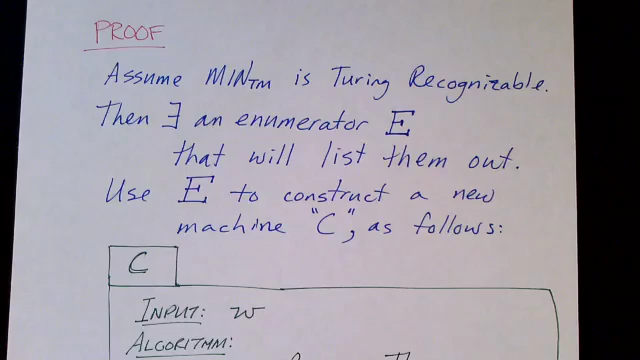 PROOF
Assume MINTM is Turing Recognizable.
Then ∃ an enumerator E
that will list them out.
Use E to construct a new
machine "C", as follows:
C
INPUT: w
ALGORITHM: